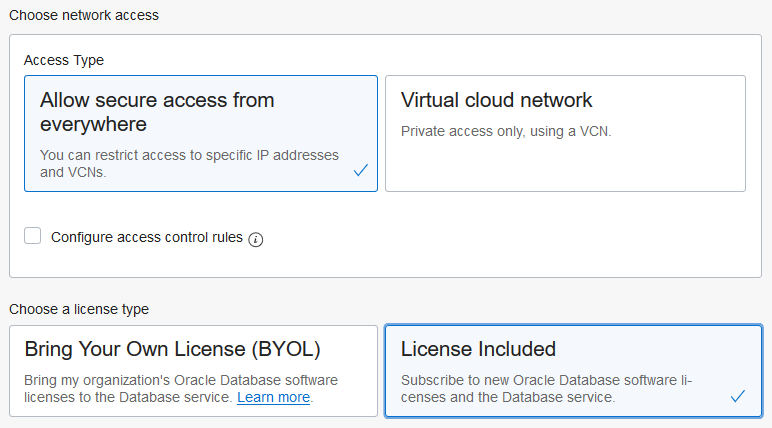 Choose network access
Access Type
Allow secure access from
everywhere
You can restrict access to specific IP addresses
and VCNs.
Virtual cloud network
Private access only, using a VCN.
Configure access control rules
Choose a license type
Bring Your Own License (BYOL)
Bring my organization's Oracle Database software
licenses to the Database service. Learn more.
License Included
Subscribe to new Oracle Database software li-
censes and the Database service.